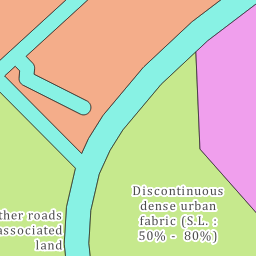 Discontinuous
dense urban
fabric (S.L. :
50% - 80%)
ther roads
associated
land